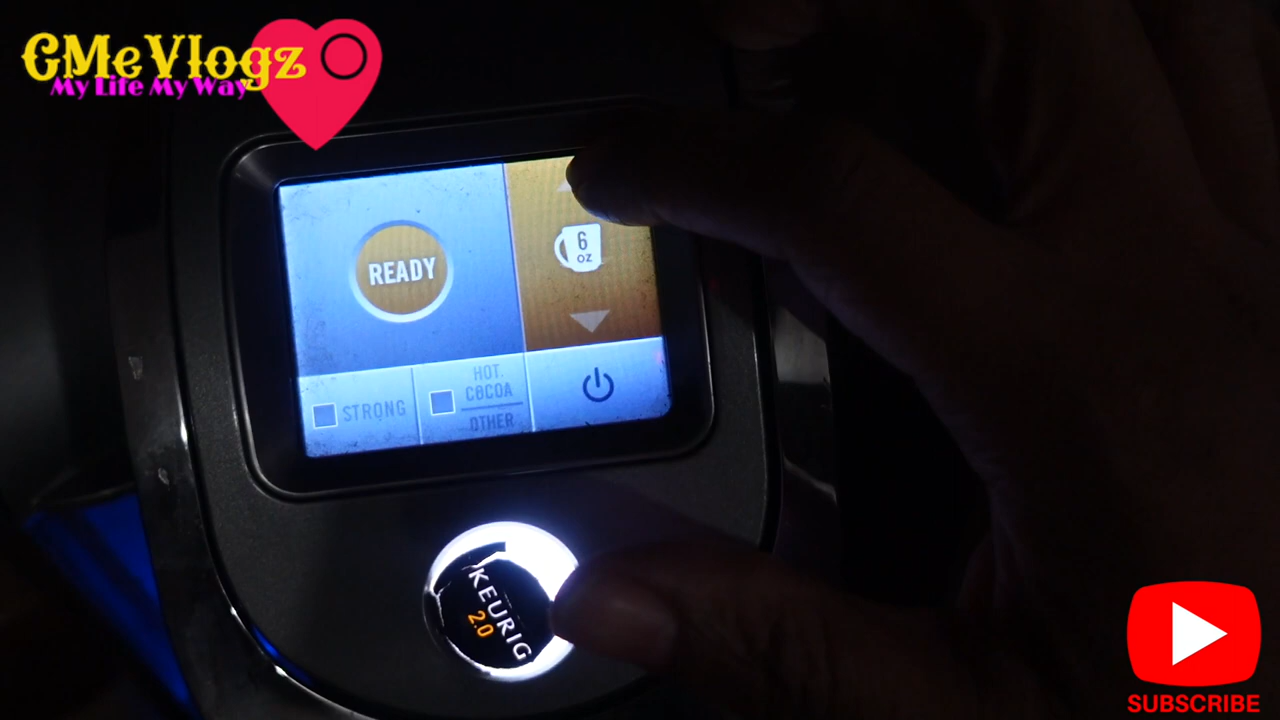 GMeVlogz
My Life My Way
READY
6
OZ
STRONG
HOT
COCOA
OTHER
KEURIG
2.0
SUBSCRIBE